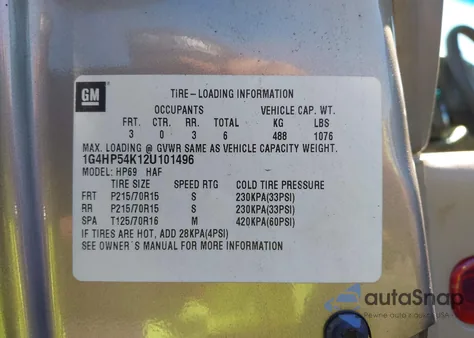 GM
TIRE-LOADING INFORMATION
OCCUPANTS VEHICLE CAP. WT.
FRT. CTR. RR. TOTAL KG LBS
3 0 3 6 488 1076
MAX. LOADING @ GVWR SAME AS VEHICLE CAPACITY WEIGHT.
1G4HP54K12U101496
MODEL: HP69 HAF
TIRE SIZE SPEED RTG COLD TIRE PRESSURE
FRT P215/70R15 S 230KPA(33PSI)
RR P215/70R15 S 230KPA(33PSI)
SPA T125/70R16 M 420KPA(60PSI)
IF TIRES ARE HOT, ADD 28KPA(4PSI)
SEE OWNER'S MANUAL FOR MORE INFORMATION
autoSnap
Pewne auto z